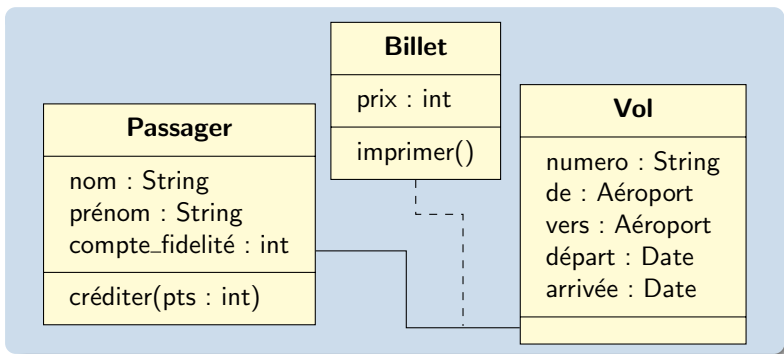 Billet
prix : int
imprimer()
Passager
nom : String
prénom : String
compte_fidelité : int
créditer(pts : int)
Vol
numero : String
de : Aéroport
vers : Aéroport
départ : Date
arrivée : Date